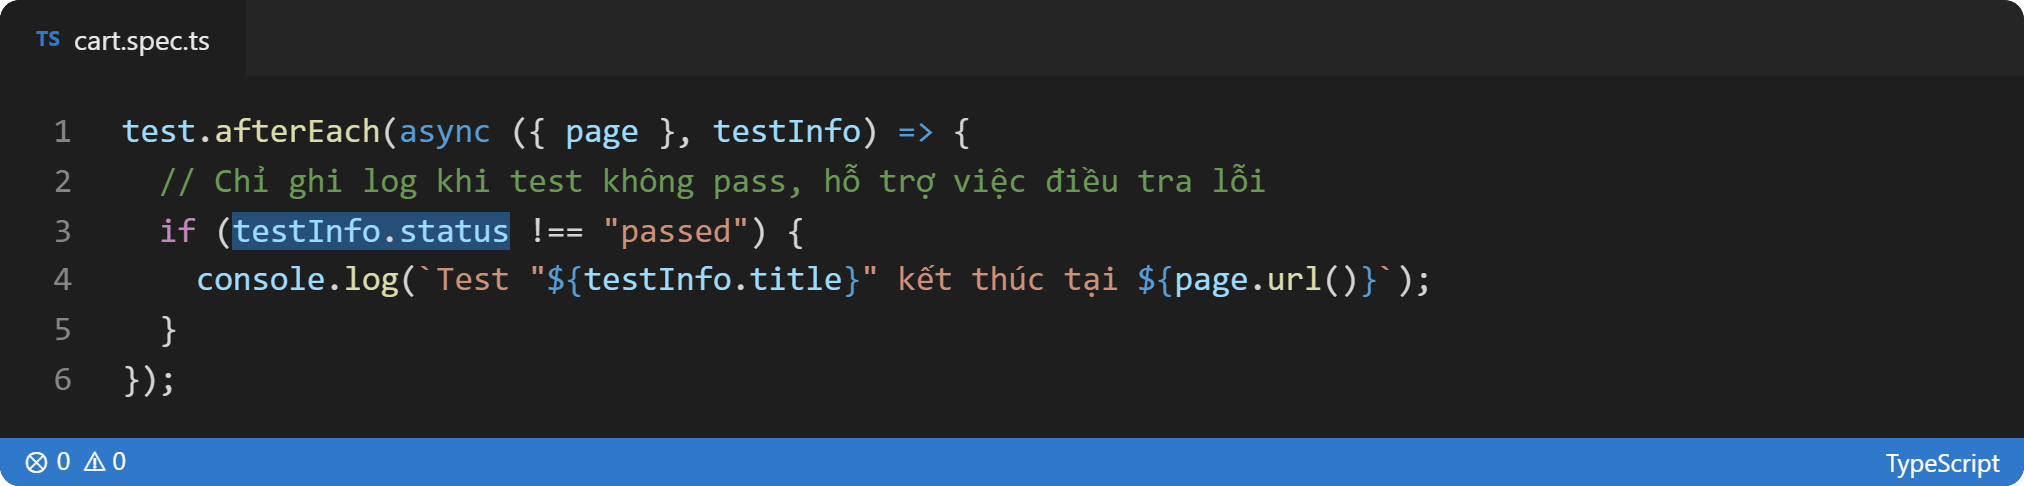 TS cart.spec.ts
1 test.afterEach(async ({ page }, testInfo) => {
2 // Chỉ ghi log khi test không pass, hỗ trợ việc điều tra lỗi
3 if (testInfo.status !== "passed") {
4 console.log(`Test "${testInfo.title}" kết thúc tại ${page.url()}`);
5 }
6 });
0 0 TypeScript